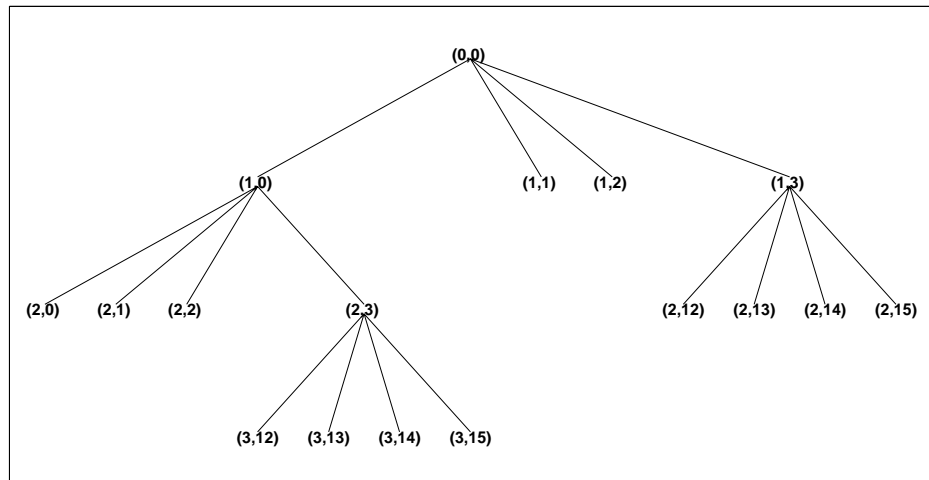 (0,0)
(1,0) (1,1) (1,2) (1,3)
(2,0) (2,1) (2,2) (2,3) (2,12) (2,13) (2,14) (2,15)
(3,12) (3,13) (3,14) (3,15)